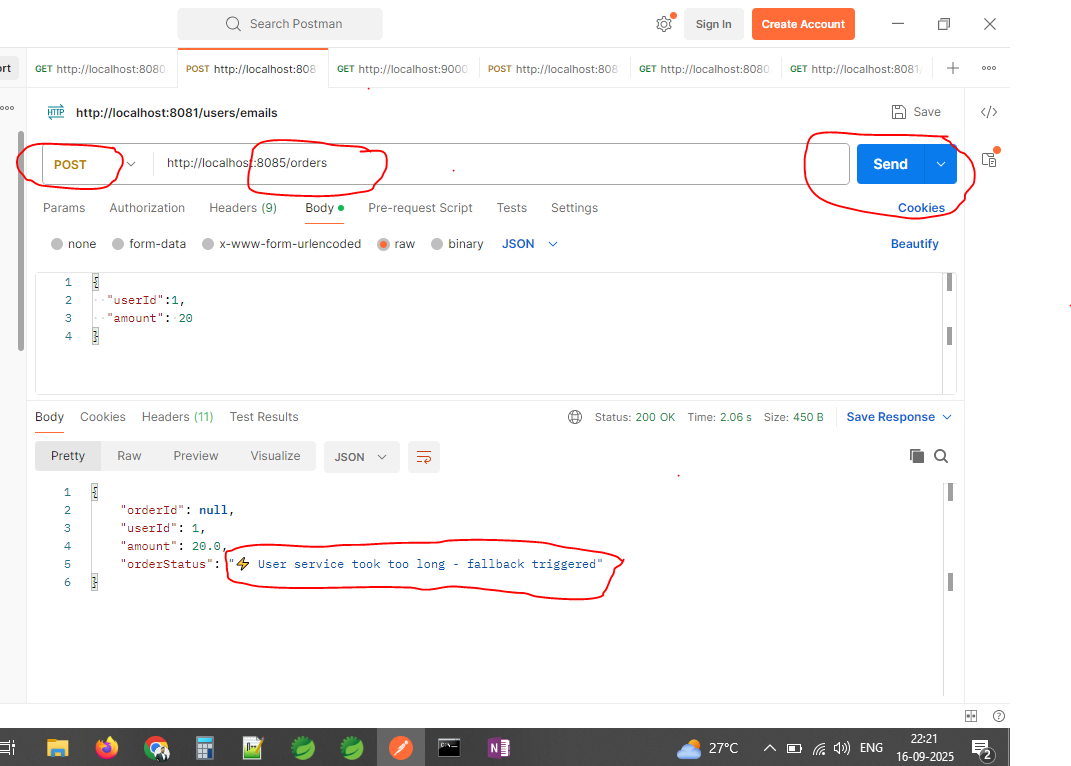 Search Postman
Sign In
Create Account
ort
GET http://localhost:8080
POST http://localhost:808
GET http://localhost:9000
POST http://localhost:808
GET http://localhost:8080
GET http://localhost:8081/
HTTP http://localhost:8081/users/emails
Save
POST
http://localhost:8085/orders
Send
Params Authorization Headers (9) Body Pre-request Script Tests Settings
Cookies
none form-data x-www-form-urlencoded raw binary JSON
Beautify
1 {
2 "userId":1,
3 "amount": 20
4 }
Body Cookies Headers (11) Test Results
Status: 200 OK Time: 2.06 s Size: 450 B
Save Response
Pretty Raw Preview Visualize JSON
1 {
2 "orderId": null,
3 "userId": 1,
4 "amount": 20.0,
5 "orderStatus": "⚡ User service took too long - fallback triggered"
6 }
27°C
ENG
22:21
16-09-2025
2